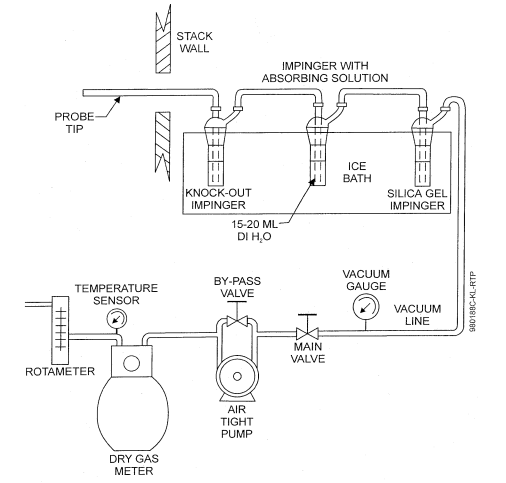 STACK
WALL
IMPINGER WITH
ABSORBING SOLUTION
PROBE
TIP
ICE
BATH
KNOCK-OUT
IMPINGER
SILICA GEL
IMPINGER
15-20 ML
DI H₂O
980188C-KL-RTP
TEMPERATURE
SENSOR
BY-PASS
VALVE
VACUUM
GAUGE
VACUUM
LINE
MAIN
VALVE
ROTAMETER
AIR
TIGHT
PUMP
DRY GAS
METER